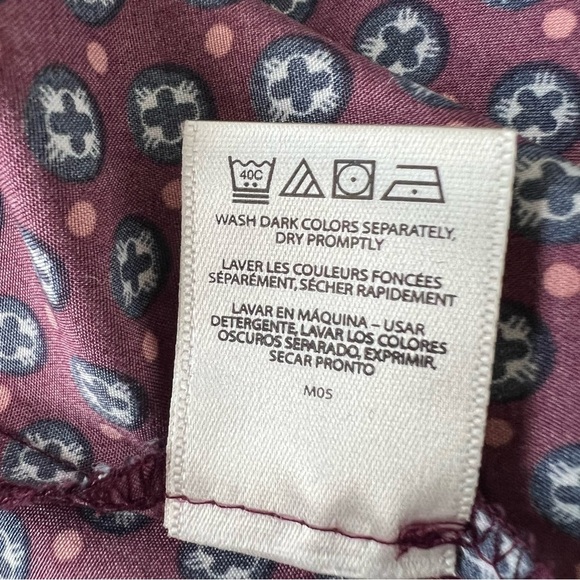 40C
WASH DARK COLORS SEPARATELY,
DRY PROMPTLY
LAVER LES COULEURS FONCÉES
SÉPARÉMENT, SÉCHER RAPIDEMENT
LAVAR EN MÁQUINA – USAR
DETERGENTE, LAVAR LOS COLORES
OSCUROS SEPARADO, EXPRIMIR,
SECAR PRONTO
M05